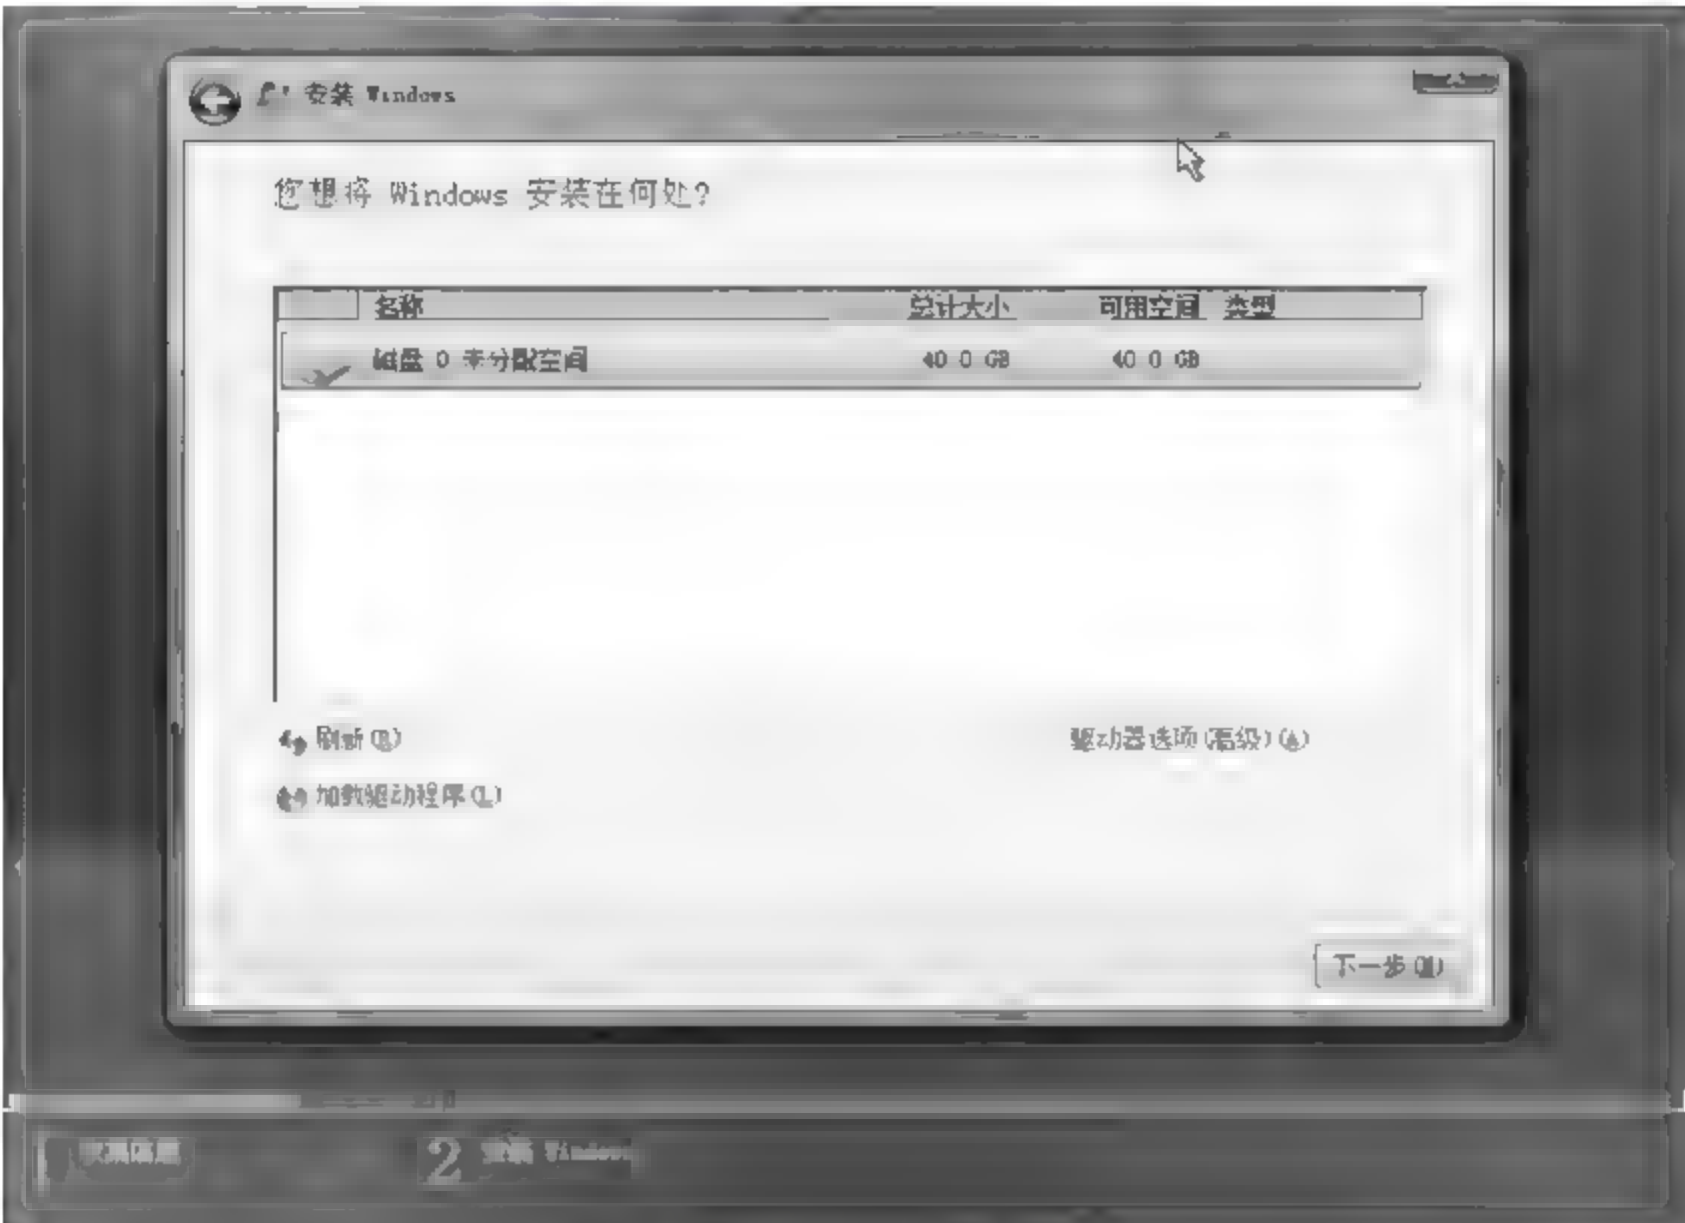 安装 Windows
您想将 Windows 安装在何处?
名称 总计大小 可用空间 类型
磁盘 0 未分配空间 40.0 GB 40.0 GB
刷新(R) 驱动器选项(高级)(A)
加载驱动程序(L)
下一步(N)
2 安装 Windows